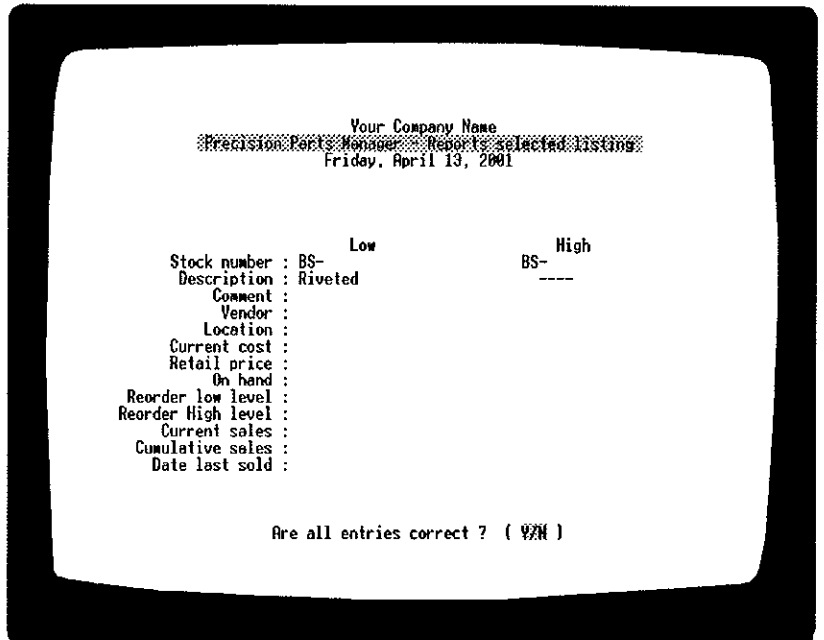 Your Company Name
Precision Parts Manager - Reports selected listing
Friday, April 13, 2001
Low High
Stock number : BS- BS-
Description : Riveted ----
Comment :
Vendor :
Location :
Current cost :
Retail price :
On hand :
Reorder low level :
Reorder High level :
Current sales :
Cumulative sales :
Date last sold :
Are all entries correct ? ( Y/N )